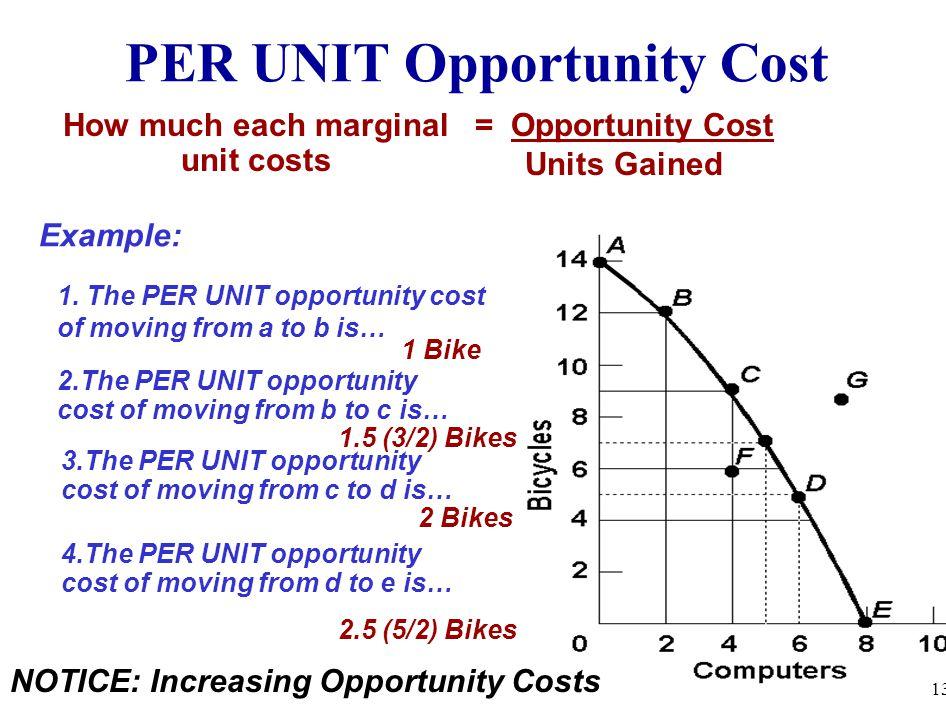 PER UNIT Opportunity Cost
How much each marginal = Opportunity Cost
unit costs
Units Gained
Example:
1. The PER UNIT opportunity cost
of moving from a to b is…
1 Bike
2.The PER UNIT opportunity
cost of moving from b to c is…
1.5 (3/2) Bikes
3.The PER UNIT opportunity
cost of moving from c to d is…
2 Bikes
4.The PER UNIT opportunity
cost of moving from d to e is…
2.5 (5/2) Bikes
NOTICE: Increasing Opportunity Costs
Bicycles
14
12
10
8
6
4
2
A
B
C
G
F
D
E
0 2 4 6 8 10
Computers
13